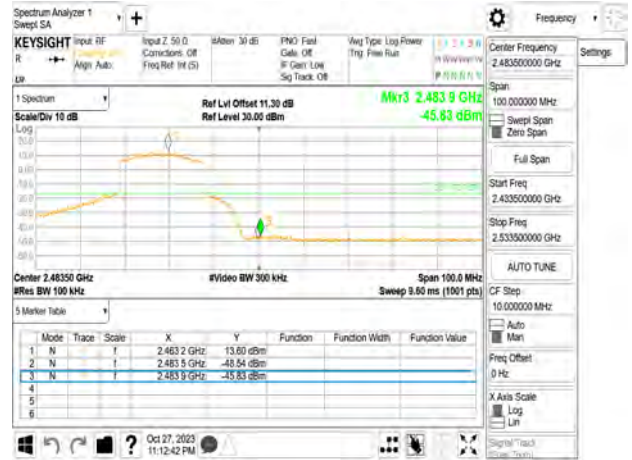 Spectrum Analyzer 1
Swept SA
Frequency
KEYSIGHT Input: RF
R
Align: Auto
Input Z: 50 Ω
Corrections: Off
Freq Ref: Int (S)
#Atten: 30 dB
PNO: Fast
Gate: Off
IF Gain: Low
Sig Track: Off
Avg Type: Log-Power
Trig: Free Run
1 Spectrum
Scale/Div 10 dB
Ref Lvl Offset 11.30 dB
Ref Level 30.00 dBm
Mkr3 2.483 9 GHz
-45.83 dBm
Log
Center 2.48350 GHz
#Res BW 100 kHz
#Video BW 300 kHz
Span 100.0 MHz
Sweep 9.60 ms (1001 pts)
5 Marker Table
Mode Trace Scale X Y Function Function Width Function Value
1 N f 2.463 2 GHz 13.60 dBm
2 N f 2.483 5 GHz -48.54 dBm
3 N f 2.483 9 GHz -45.83 dBm
4
5
6
Oct 27, 2023
11:12:42 PM
Center Frequency
2.483500000 GHz
Settings
Span
100.000000 MHz
Swept Span
Zero Span
Full Span
Start Freq
2.433500000 GHz
Stop Freq
2.533500000 GHz
AUTO TUNE
CF Step
10.000000 MHz
Auto
Man
Freq Offset
0 Hz
X Axis Scale
Log
Lin
Signal Track